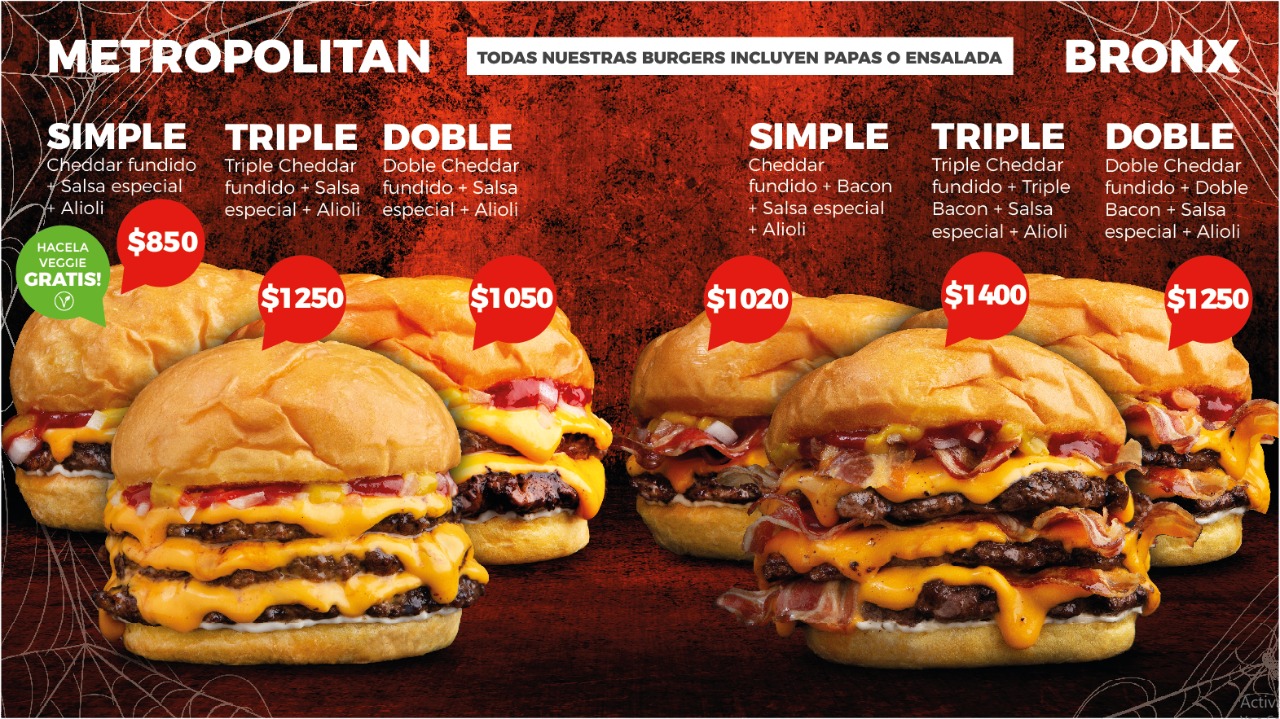 METROPOLITAN
TODAS NUESTRAS BURGERS INCLUYEN PAPAS O ENSALADA
BRONX
SIMPLE
Cheddar fundido
+ Salsa especial
+ Alioli
$850
HACELA
VEGGIE
GRATIS!
TRIPLE
Triple Cheddar
fundido + Salsa
especial + Alioli
$1250
DOBLE
Doble Cheddar
fundido + Salsa
especial + Alioli
$1050
SIMPLE
Cheddar
fundido + Bacon
+ Salsa especial
+ Alioli
$1020
TRIPLE
Triple Cheddar
fundido + Triple
Bacon + Salsa
especial + Alioli
$1400
DOBLE
Doble Cheddar
fundido + Doble
Bacon + Salsa
especial + Alioli
$1250